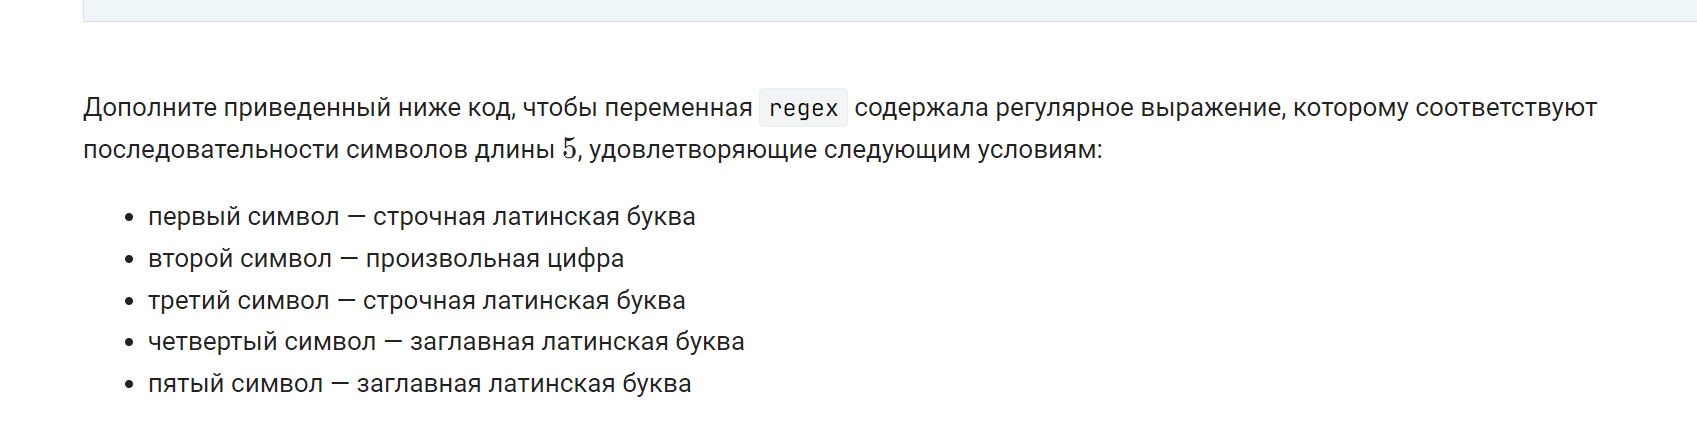 Дополните приведенный ниже код, чтобы переменная regex содержала регулярное выражение, которому соответствуют
последовательности символов длины 5, удовлетворяющие следующим условиям:
• первый символ — строчная латинская буква
• второй символ — произвольная цифра
• третий символ — строчная латинская буква
• четвертый символ — заглавная латинская буква
• пятый символ — заглавная латинская буква